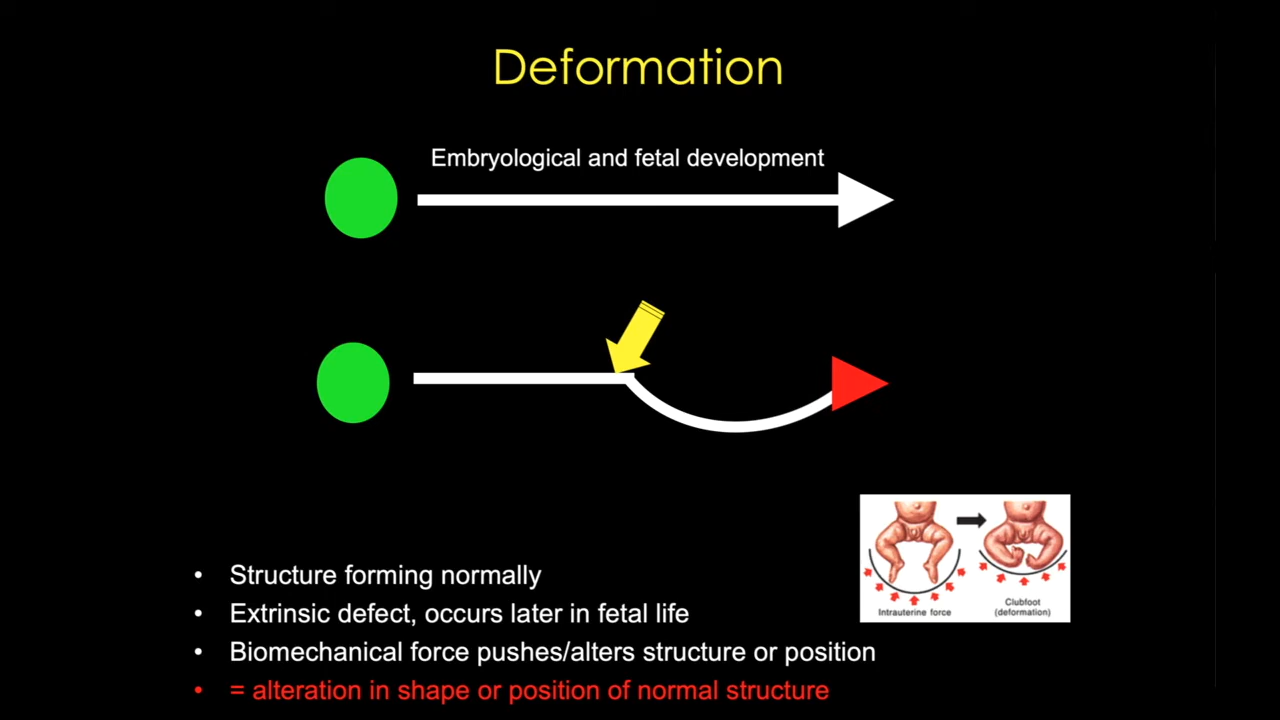 Deformation
Embryological and fetal development
Intrauterine force
Clubfoot
(deformation)
• Structure forming normally
• Extrinsic defect, occurs later in fetal life
• Biomechanical force pushes/alters structure or position
• = alteration in shape or position of normal structure